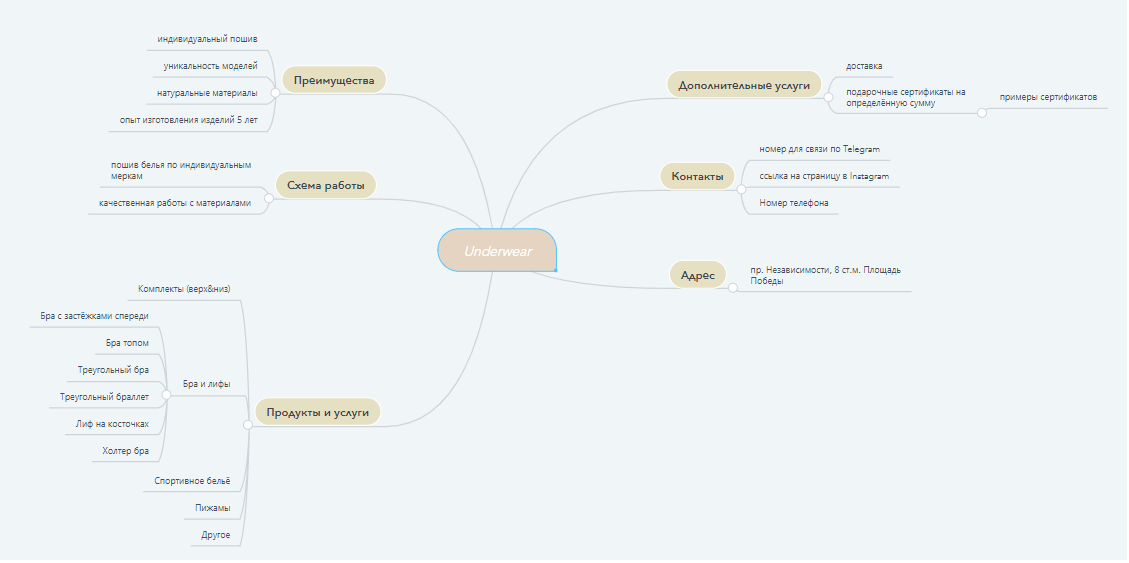 индивидуальный пошив
уникальность моделей
натуральные материалы
опыт изготовления изделий 5 лет
Преимущества
пошив белья по индивидуальным
меркам
качественная работы с материалами
Схема работы
Underwear
Комплекты (верх&низ)
Бра с застёжками спереди
Бра топом
Треугольный бра
Треугольный браллет
Лиф на косточках
Холтер бра
Бра и лифы
Спортивное бельё
Пижамы
Другое
Продукты и услуги
Дополнительные услуги
доставка
подарочные сертификаты на
определённую сумму
примеры сертификатов
Контакты
номер для связи по Telegram
ссылка на страницу в Instagram
Номер телефона
Адрес
пр. Независимости, 8 ст.м. Площадь
Победы